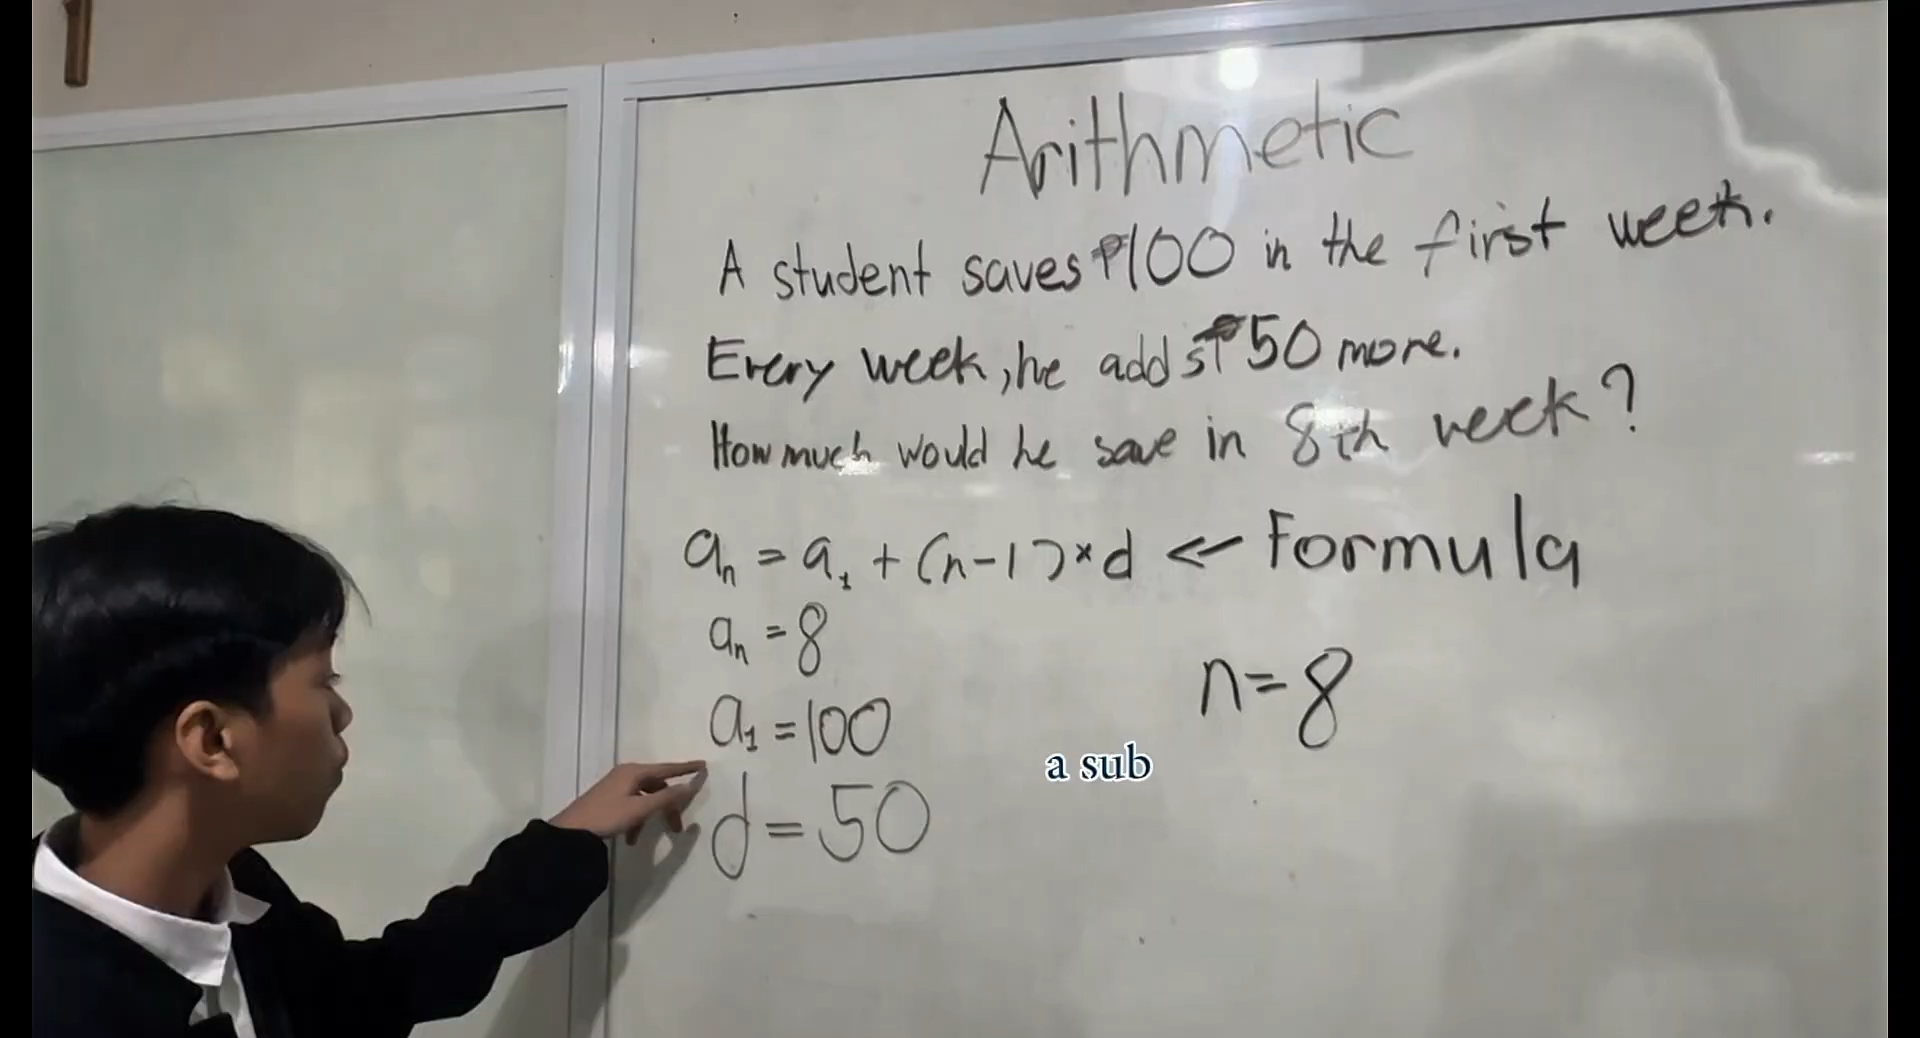 Arithmetic
A student saves ₱100 in the first week.
Every week, he adds ₱50 more.
How much would he save in 8th week?
aₙ = a₁ + (n-1)×d ← Formula
aₙ = 8
n=8
a₁ = 100
a sub
d = 50